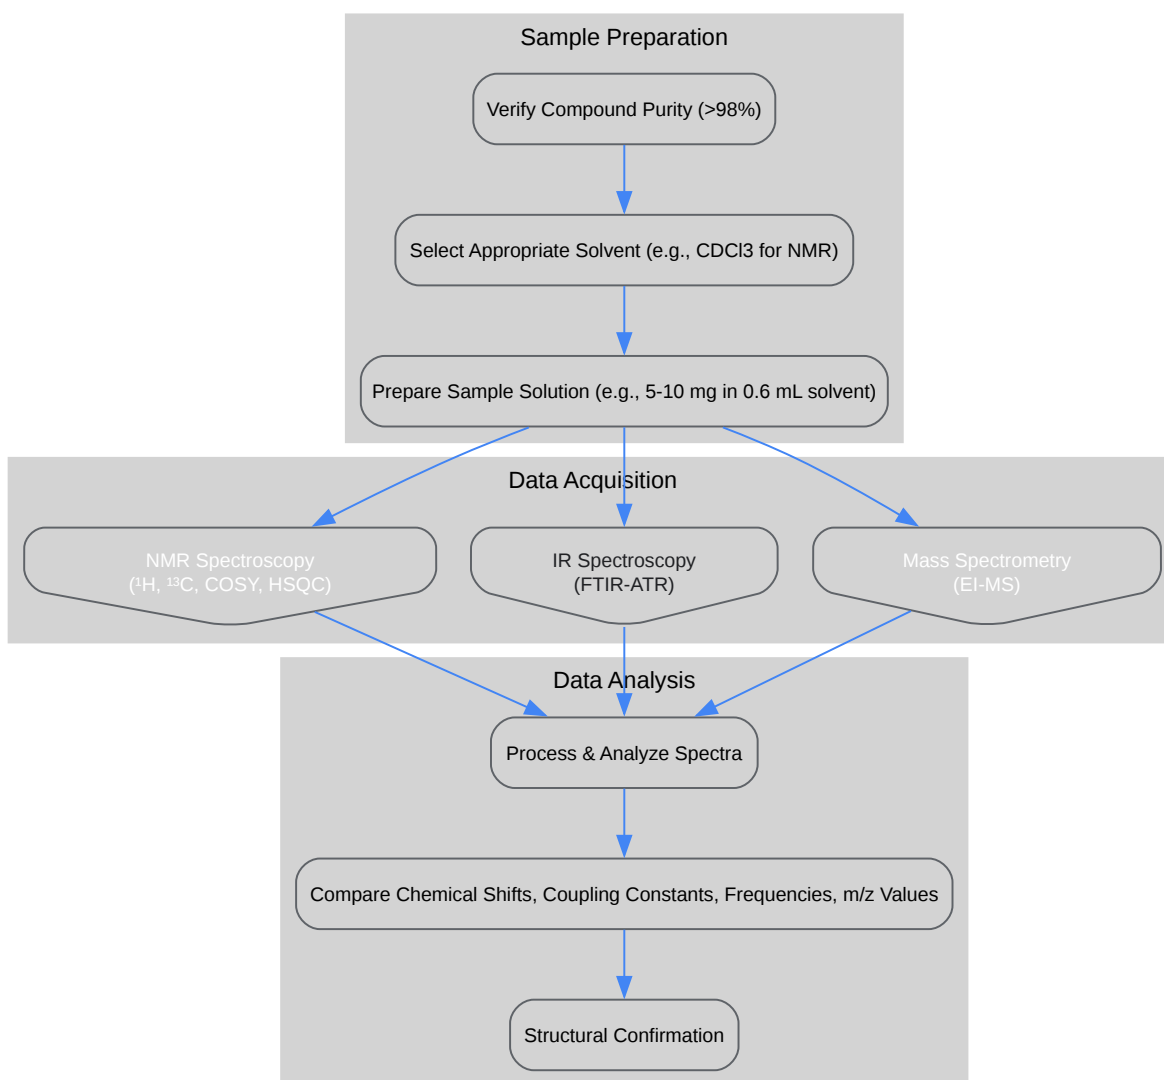 Sample Preparation
Verify Compound Purity (>98%)
Select Appropriate Solvent (e.g., CDCl3 for NMR)
Prepare Sample Solution (e.g., 5-10 mg in 0.6 mL solvent)
Data Acquisition
NMR Spectroscopy
(¹H, ¹³C, COSY, HSQC)
IR Spectroscopy
(FTIR-ATR)
Mass Spectrometry
(EI-MS)
Data Analysis
Process & Analyze Spectra
Compare Chemical Shifts, Coupling Constants, Frequencies, m/z Values
Structural Confirmation